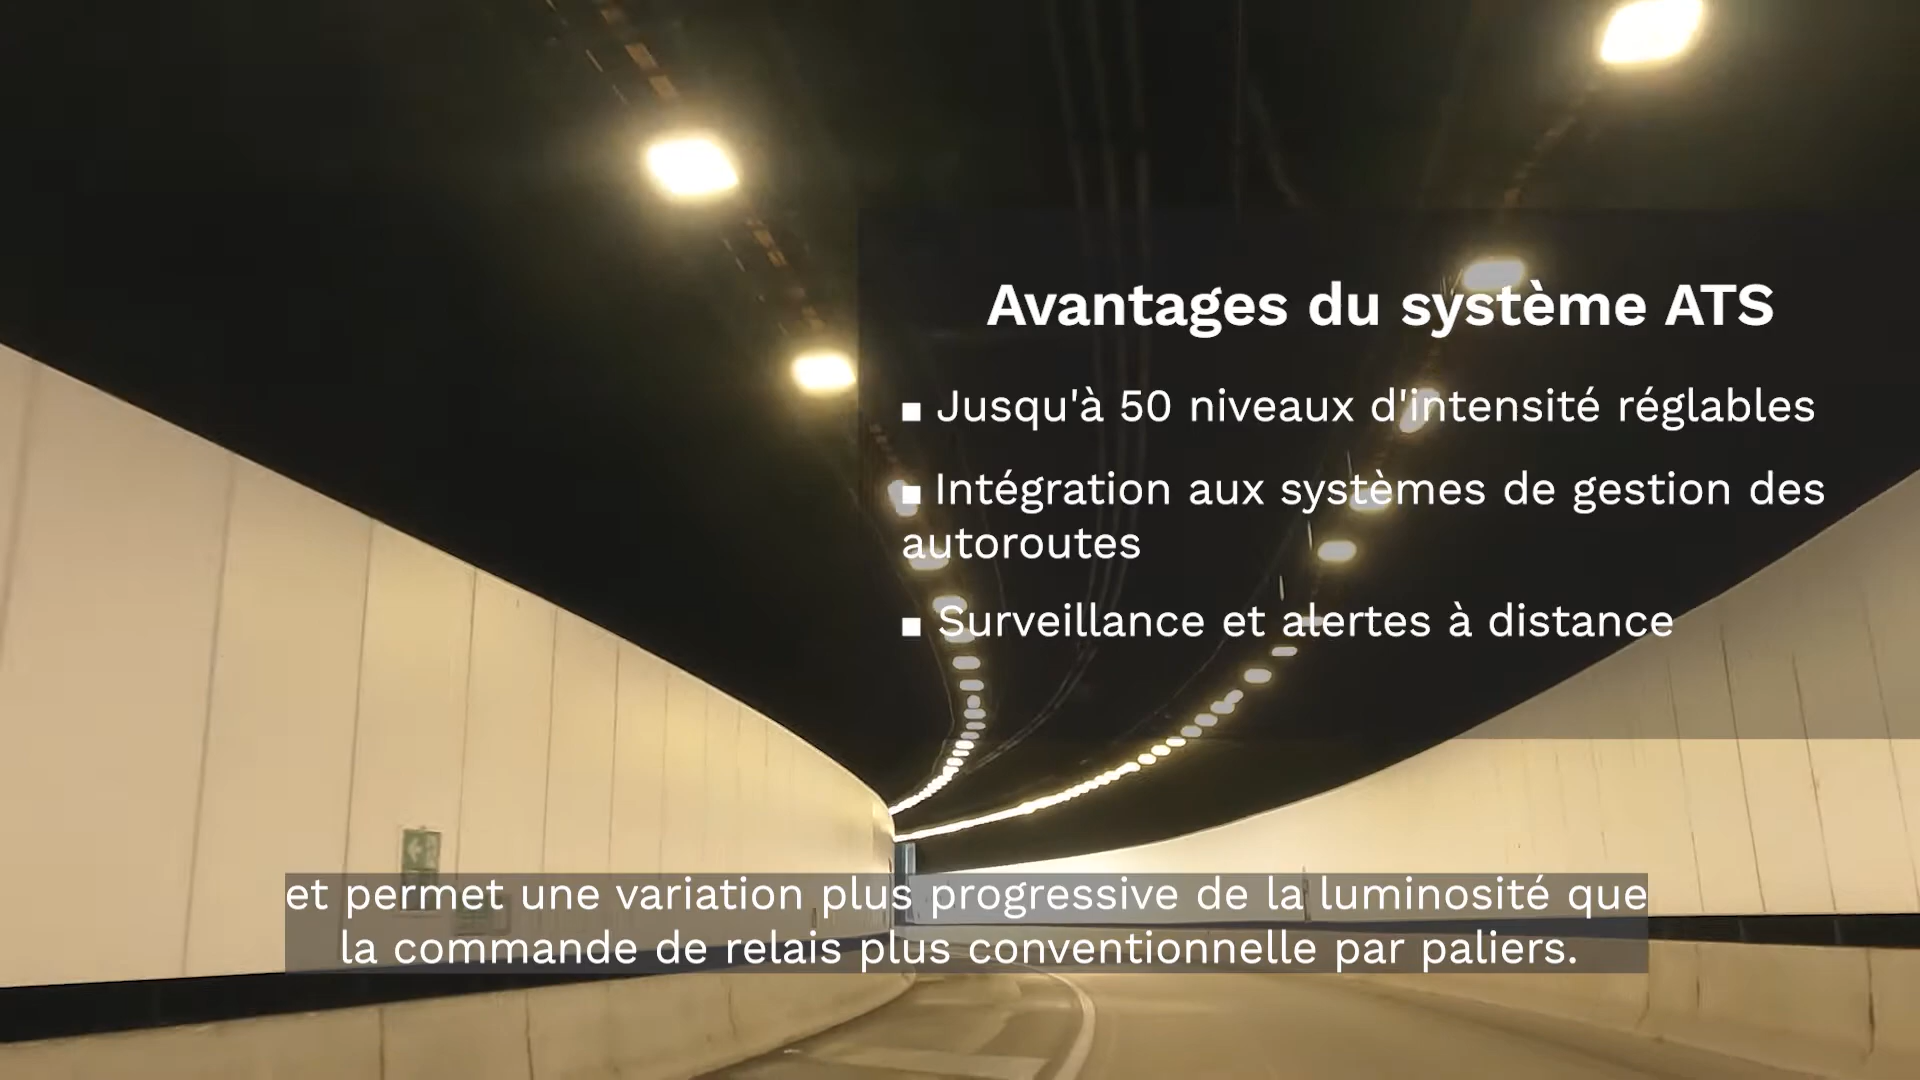 Avantages du système ATS
▪ Jusqu'à 50 niveaux d'intensité réglables
▪ Intégration aux systèmes de gestion des
autoroutes
▪ Surveillance et alertes à distance
et permet une variation plus progressive de la luminosité que
la commande de relais plus conventionnelle par paliers.